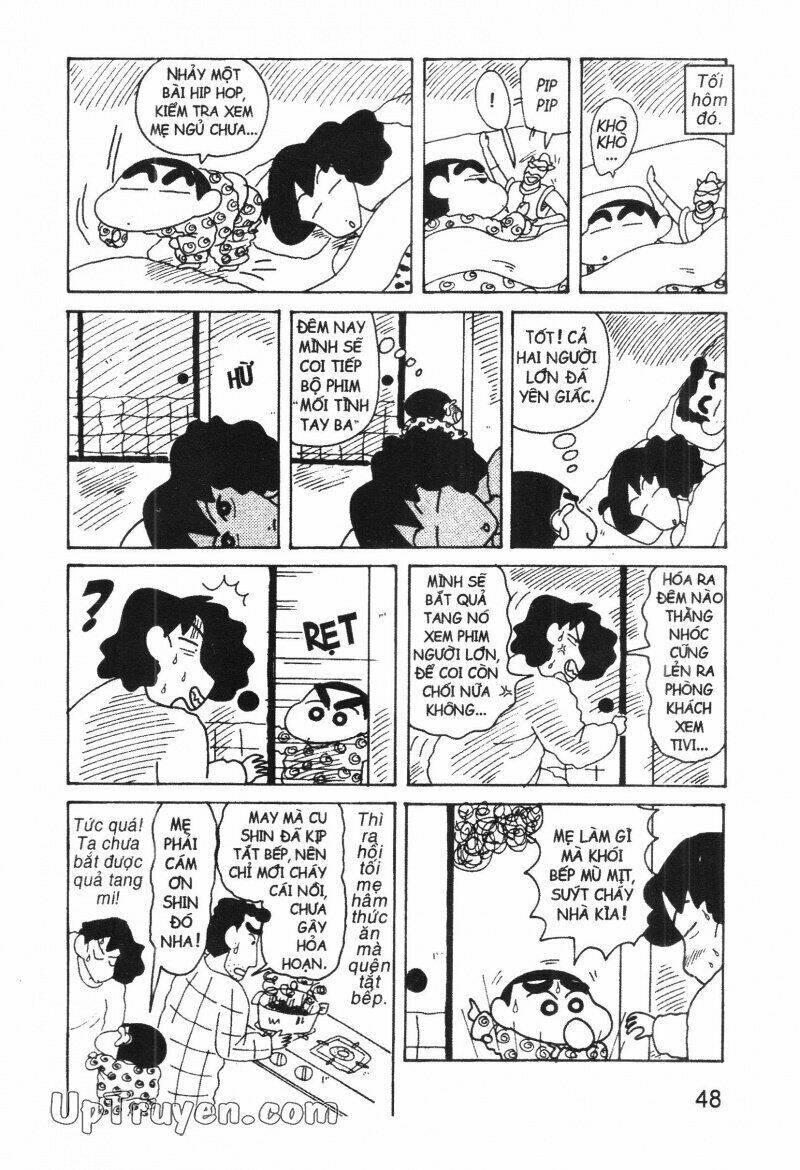 Tối
hôm
đó.
KHÒ
KHÒ
...
PIP
PIP
!
NHẢY MỘT
BÀI HIP HOP,
KIỂM TRA XEM
MẸ NGỦ CHƯA...
TỐT! CẢ
HAI NGƯỜI
LỚN ĐÃ
YÊN GIẤC.
ĐÊM NAY
MÌNH SẼ
COI TIẾP
BỘ PHIM
"MỐI TÌNH
TAY BA"
HỪ
HÓA RA
ĐÊM NÀO
THẰNG
NHÓC
CŨNG
LẺN RA
PHÒNG
KHÁCH
XEM
TIVI...
MÌNH SẼ
BẮT QUẢ
TANG NÓ
XEM PHIM
NGƯỜI LỚN,
ĐỂ COI CÒN
CHỐI NỮA
KHÔNG...
RẸT
?
MẸ LÀM GÌ
MÀ KHÓI
BẾP MÙ MỊT,
SUÝT CHÁY
NHÀ KÌA!
Thì
ra
hồi
tối
mẹ
hâm
thức
ăn
mà
quên
tắt
bếp.
MAY MÀ CU
SHIN ĐÃ KỊP
TẮT BẾP, NÊN
CHỈ MỚI CHÁY
CÁI NỒI,
CHƯA
GÂY
HỎA
HOẠN.
MẸ
PHẢI
CẢM
ƠN
SHIN
ĐÓ
NHA!
Tức quá!
Ta chưa
bắt được
quả tang
mi!
48
UpTruyen.com